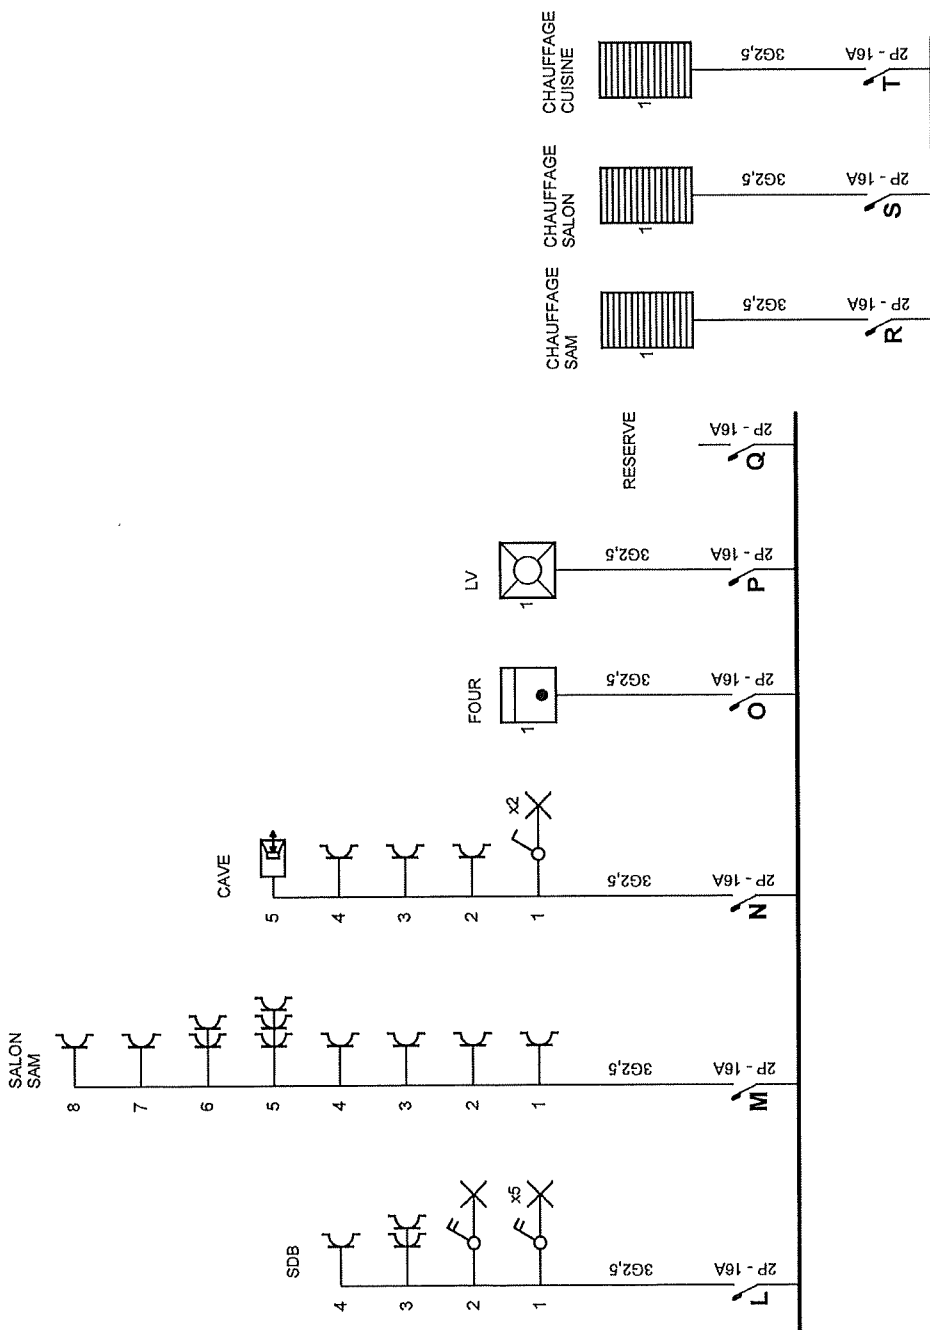 SDB
4
3
2
1
x5
3G2,5
2P - 16A
L
SALON
SAM
8
7
6
5
4
3
2
1
3G2,5
2P - 16A
M
CAVE
5
4
3
2
1
x2
3G2,5
2P - 16A
N
FOUR
1
3G2,5
2P - 16A
O
LV
1
3G2,5
2P - 16A
P
RESERVE
2P - 16A
Q
CHAUFFAGE
SAM
1
3G2,5
2P - 16A
R
CHAUFFAGE
SALON
1
3G2,5
2P - 16A
S
CHAUFFAGE
CUISINE
1
3G2,5
2P - 16A
T